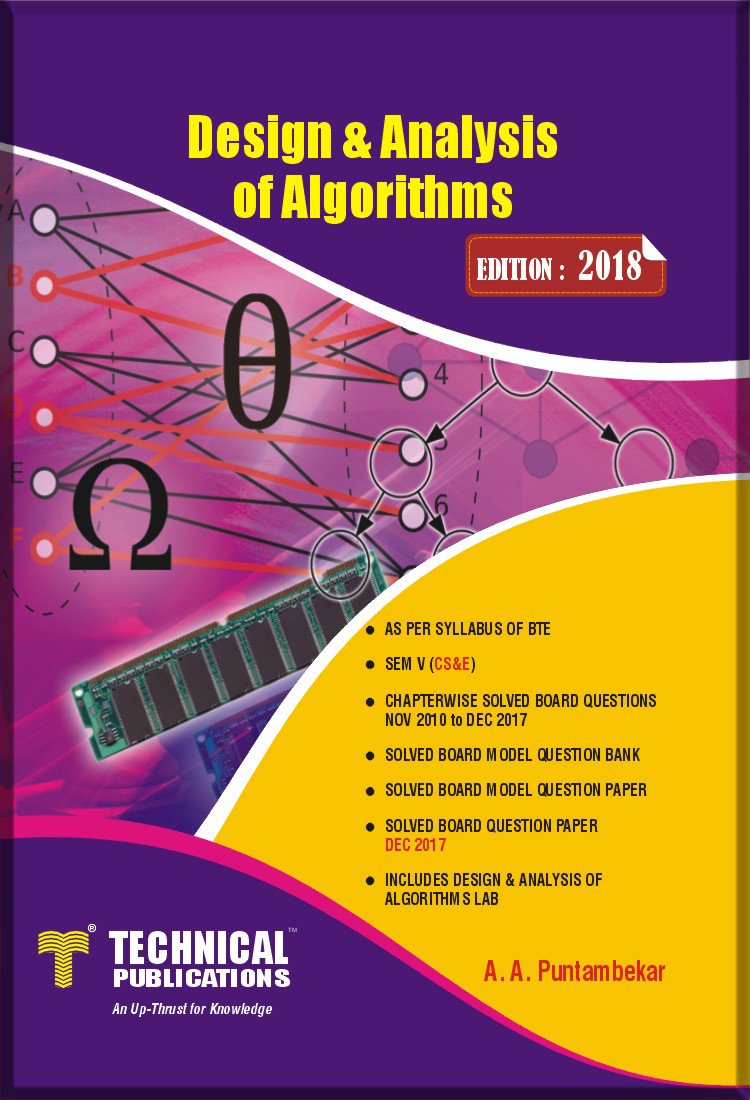 Design & Analysis
of Algorithms
EDITION : 2018
A
B
C
D
E
F
θ
Ω
4
5
6
● AS PER SYLLABUS OF BTE
● SEM V (CS&E)
● CHAPTERWISE SOLVED BOARD QUESTIONS
NOV 2010 to DEC 2017
● SOLVED BOARD MODEL QUESTION BANK
● SOLVED BOARD MODEL QUESTION PAPER
● SOLVED BOARD QUESTION PAPER
DEC 2017
● INCLUDES DESIGN & ANALYSIS OF
ALGORITHMS LAB
® TECHNICAL™
PUBLICATIONS
An Up-Thrust for Knowledge
A. A. Puntambekar